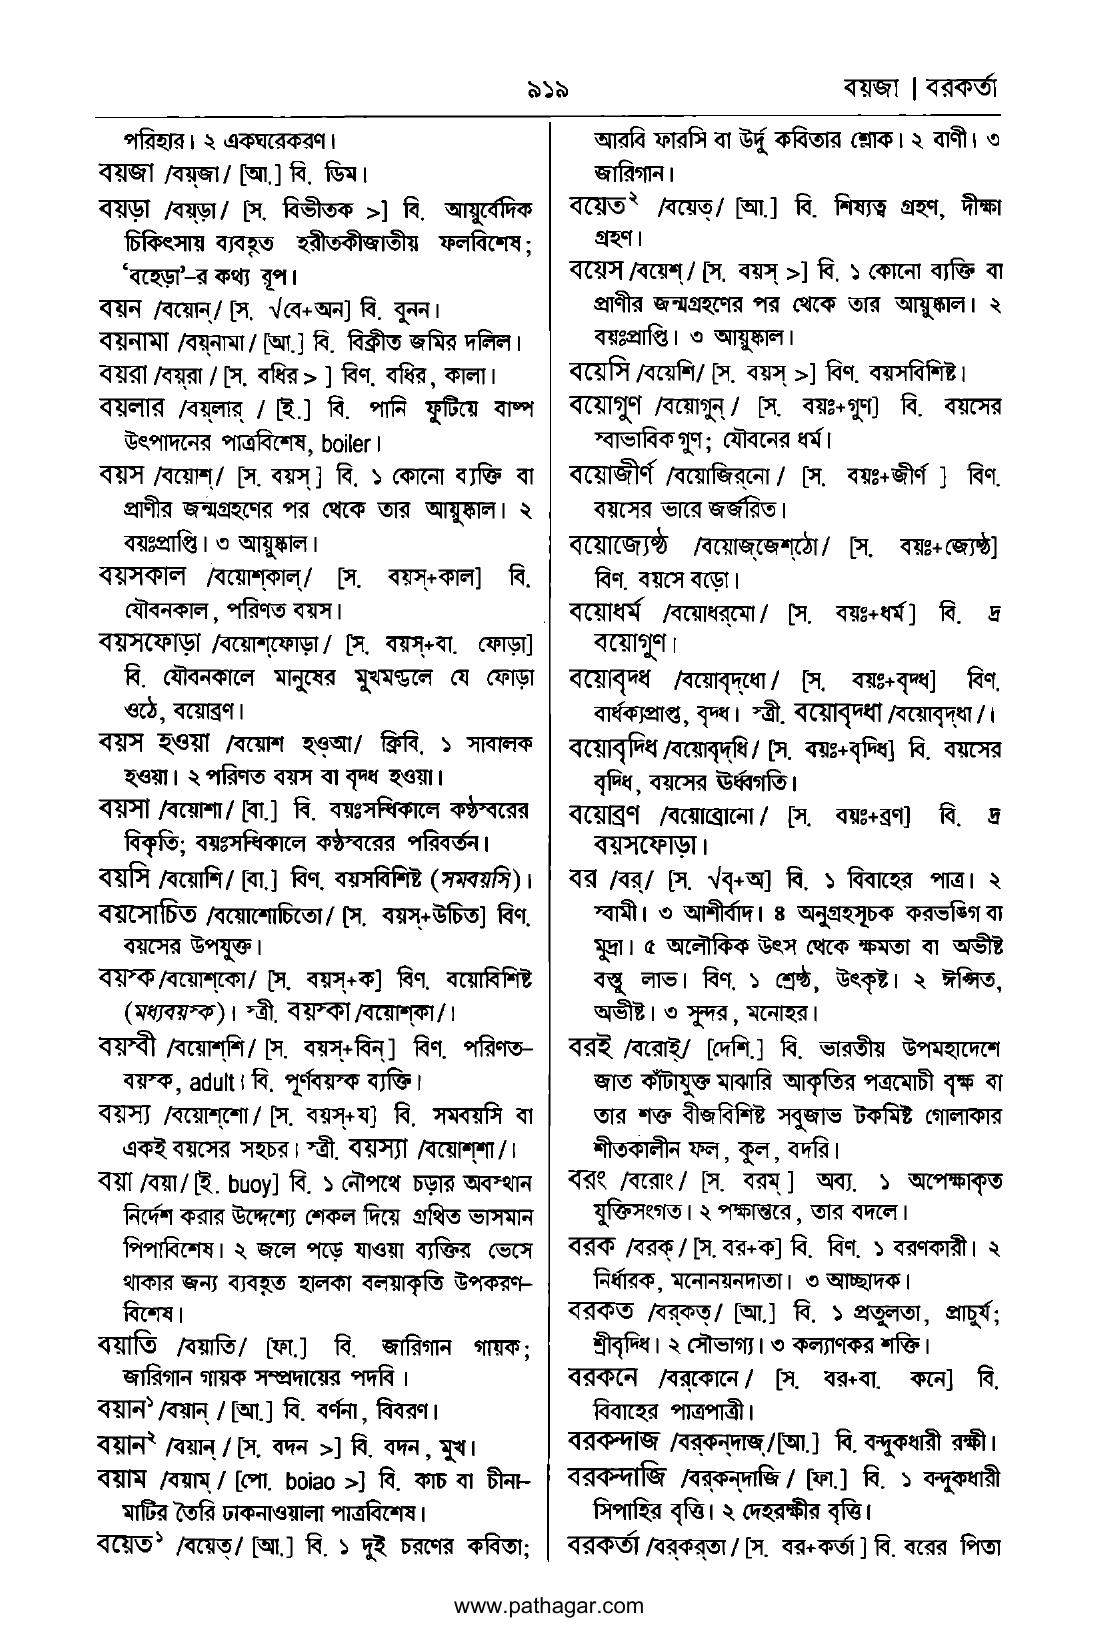 ৯১৯
বয়জা | বরকর্তা
পরিহার। ২ একঘরেকরণ।
বয়জা /বয়্‌জা/ [আ.] বি. ডিম।
বয়ড়া /বয়্‌ড়া/ [স. বিভীতক >] বি. আয়ুর্বেদিক
চিকিৎসায় ব্যবহৃত হরীতকীজাতীয় ফলবিশেষ;
‘বহেড়া’–র কথ্য রূপ।
বয়ন /বয়োন্/ [স. √বে+অন] বি. বুনন।
বয়নামা /বয়্‌নামা/ [আ.] বি. বিক্রীত জমির দলিল।
বয়রা /বয়্‌রা / [স. বধির > ] বিণ. বধির, কালা।
বয়লার /বয়্‌লার্ / [ই.] বি. পানি ফুটিয়ে বাষ্প
উৎপাদনের পাত্রবিশেষ, boiler।
বয়স /বয়োশ্/ [স. বয়স্] বি. ১ কোনো ব্যক্তি বা
প্রাণীর জন্মগ্রহণের পর থেকে তার আয়ুষ্কাল। ২
বয়ঃপ্রাপ্তি। ৩ আয়ুষ্কাল।
বয়সকাল /বয়োশ্‌কাল্/ [স. বয়স্+কাল] বি.
যৌবনকাল, পরিণত বয়স।
বয়সফোড়া /বয়োশ্‌ফোড়া/ [স. বয়স্+বা. ফোড়া]
বি. যৌবনকালে মানুষের মুখমণ্ডলে যে ফোড়া
ওঠে, বয়োব্রণ।
বয়স হওয়া /বয়োশ হওআ/ ক্রিবি. ১ সাবালক
হওয়া। ২ পরিণত বয়স বা বৃদ্ধ হওয়া।
বয়সা /বয়োশা/ [বা.] বি. বয়ঃসন্ধিকালে কণ্ঠস্বরের
বিকৃতি; বয়ঃসন্ধিকালে কণ্ঠস্বরের পরিবর্তন।
বয়সি /বয়োশি/ [বা.] বিণ. বয়সবিশিষ্ট (সমবয়সি)।
বয়সোচিত /বয়োশোচিতো/ [স. বয়স্+উচিত] বিণ.
বয়সের উপযুক্ত।
বয়স্ক /বয়োশ্‌কো/ [স. বয়স্+ক] বিণ. বয়োবিশিষ্ট
(মধ্যবয়স্ক)। স্ত্রী. বয়স্কা /বয়োশ্‌কা/।
বয়স্বী /বয়োশ্‌শি/ [স. বয়স্+বিন্] বিণ. পরিণত–
বয়স্ক, adult। বি. পূর্ণবয়স্ক ব্যক্তি।
বয়স্য /বয়োশ্‌শো/ [স. বয়স্+য] বি. সমবয়সি বা
একই বয়সের সহচর। স্ত্রী. বয়স্যা /বয়োশ্‌শা/।
বয়া /বয়া/ [ই. buoy] বি. ১ নৌপথে চড়ার অবস্থান
নির্দেশ করার উদ্দেশ্যে শেকল দিয়ে গ্রথিত ভাসমান
পিপাবিশেষ। ২ জলে পড়ে যাওয়া ব্যক্তির ভেসে
থাকার জন্য ব্যবহৃত হালকা বলয়াকৃতি উপকরণ–
বিশেষ।
বয়াতি /বয়াতি/ [ফা.] বি. জারিগান গায়ক;
জারিগান গায়ক সম্প্রদায়ের পদবি।
বয়ান১ /বয়ান্ / [আ.] বি. বর্ণনা, বিবরণ।
বয়ান২ /বয়ান্ / [স. বদন >] বি. বদন, মুখ।
বয়াম /বয়াম্ / [পো. boiao >] বি. কাচ বা চীনা–
মাটির তৈরি ঢাকনাওয়ালা পাত্রবিশেষ।
বয়েত১ /বয়েত্/ [আ.] বি. ১ দুই চরণের কবিতা;
আরবি ফারসি বা উর্দু কবিতার শ্লোক। ২ বাণী। ৩
জারিগান।
বয়েত২ /বয়েত্/ [আ.] বি. শিষ্যত্ব গ্রহণ, দীক্ষা
গ্রহণ।
বয়েস /বয়েশ্/ [স. বয়স্ >] বি. ১ কোনো ব্যক্তি বা
প্রাণীর জন্মগ্রহণের পর থেকে তার আয়ুষ্কাল। ২
বয়ঃপ্রাপ্তি। ৩ আয়ুষ্কাল।
বয়েসি /বয়েশি/ [স. বয়স্ >] বিণ. বয়সবিশিষ্ট।
বয়োগুণ /বয়োগুন্ / [স. বয়ঃ+গুণ] বি. বয়সের
স্বাভাবিক গুণ; যৌবনের ধর্ম।
বয়োজীর্ণ /বয়োজির্‌নো/ [স. বয়ঃ+জীর্ণ ] বিণ.
বয়সের ভারে জর্জরিত।
বয়োজ্যেষ্ঠ /বয়োজ্‌জেশ্‌ঠো/ [স. বয়ঃ+জ্যেষ্ঠ]
বিণ. বয়সে বড়ো।
বয়োধর্ম /বয়োধর্‌মো/ [স. বয়ঃ+ধর্ম] বি. দ্র
বয়োগুণ।
বয়োবৃদ্ধ /বয়োবৃদ্‌ধো/ [স. বয়ঃ+বৃদ্ধ] বিণ.
বার্ধক্যপ্রাপ্ত, বৃদ্ধ। স্ত্রী. বয়োবৃদ্ধা /বয়োবৃদ্‌ধা/।
বয়োবৃদ্ধি /বয়োবৃদ্‌ধি/ [স. বয়ঃ+বৃদ্ধি] বি. বয়সের
বৃদ্ধি, বয়সের ঊর্ধ্বগতি।
বয়োব্রণ /বয়োব্রোনো/ [স. বয়ঃ+ব্রণ] বি. দ্র
বয়সফোড়া।
বর /বর্/ [স. √বৃ+অ] বি. ১ বিবাহের পাত্র। ২
স্বামী। ৩ আশীর্বাদ। ৪ অনুগ্রহসূচক করভঙ্গি বা
মুদ্রা। ৫ অলৌকিক উৎস থেকে ক্ষমতা বা অভীষ্ট
বস্তু লাভ। বিণ. ১ শ্রেষ্ঠ, উৎকৃষ্ট। ২ ঈপ্সিত,
অভীষ্ট। ৩ সুন্দর, মনোহর।
বরই /বরোই্/ [দেশি.] বি. ভারতীয় উপমহাদেশে
জাত কাঁটাযুক্ত মাঝারি আকৃতির পত্রমোচী বৃক্ষ বা
তার শক্ত বীজবিশিষ্ট সবুজাভ টকমিষ্ট গোলাকার
শীতকালীন ফল, কুল, বদরি।
বরং /বরোং/ [স. বরম্ ] অব্য. ১ অপেক্ষাকৃত
যুক্তিসংগত। ২ পক্ষান্তরে, তার বদলে।
বরক /বরক্/ [স. বর+ক] বি. বিণ. ১ বরণকারী। ২
নির্ধারক, মনোনয়নদাতা। ৩ আচ্ছাদক।
বরকত /বর্‌কত্/ [আ.] বি. ১ প্রতুলতা, প্রাচুর্য;
শ্রীবৃদ্ধি। ২ সৌভাগ্য। ৩ কল্যাণকর শক্তি।
বরকনে /বর্‌কোনে/ [স. বর+বা. কনে] বি.
বিবাহের পাত্রপাত্রী।
বরকন্দাজ /বর্‌কন্‌দাজ্/[আ.] বি. বন্দুকধারী রক্ষী।
বরকন্দাজি /বর্‌কন্‌দাজি / [ফা.] বি. ১ বন্দুকধারী
সিপাহির বৃত্তি। ২ দেহরক্ষীর বৃত্তি।
বরকর্তা /বর্‌কর্‌তা/ [স. বর+কর্তা ] বি. বরের পিতা
www.pathagar.com